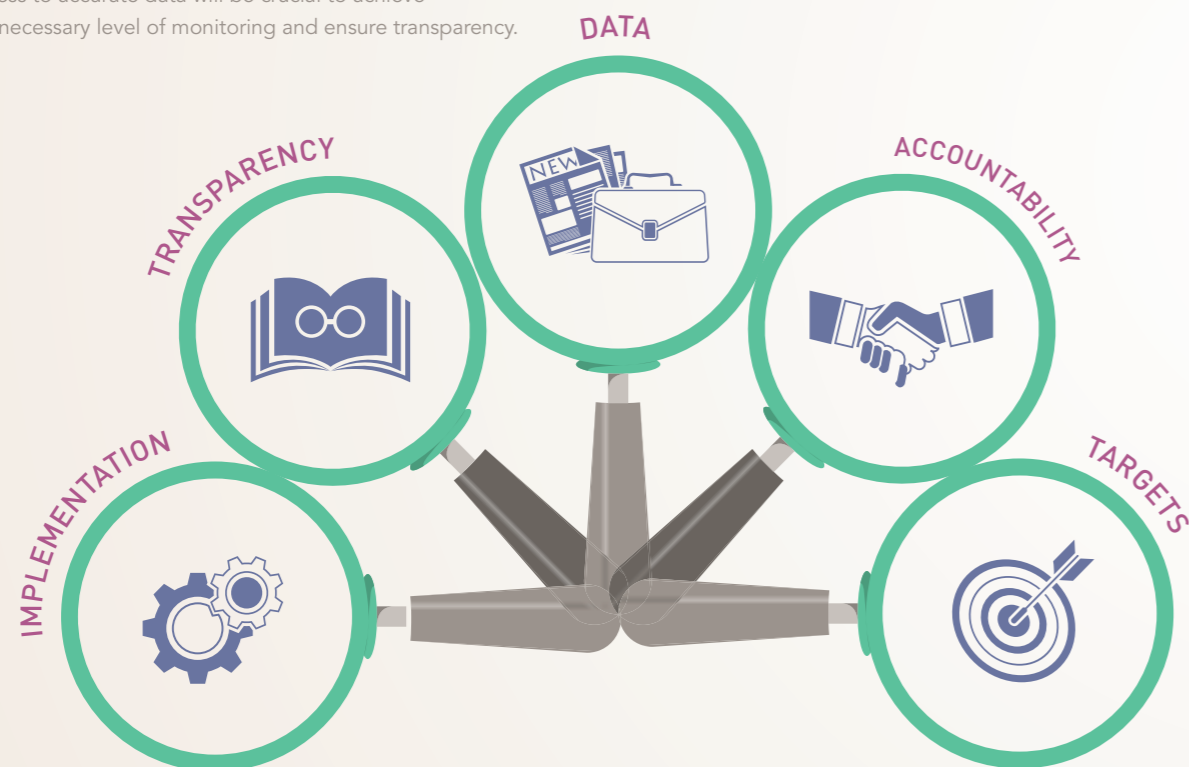 necessary level of monitoring and ensure transparency.
DATA
TRANSPARENCY
ACCOUNTABILITY
IMPLEMENTATION
TARGETS
NEW